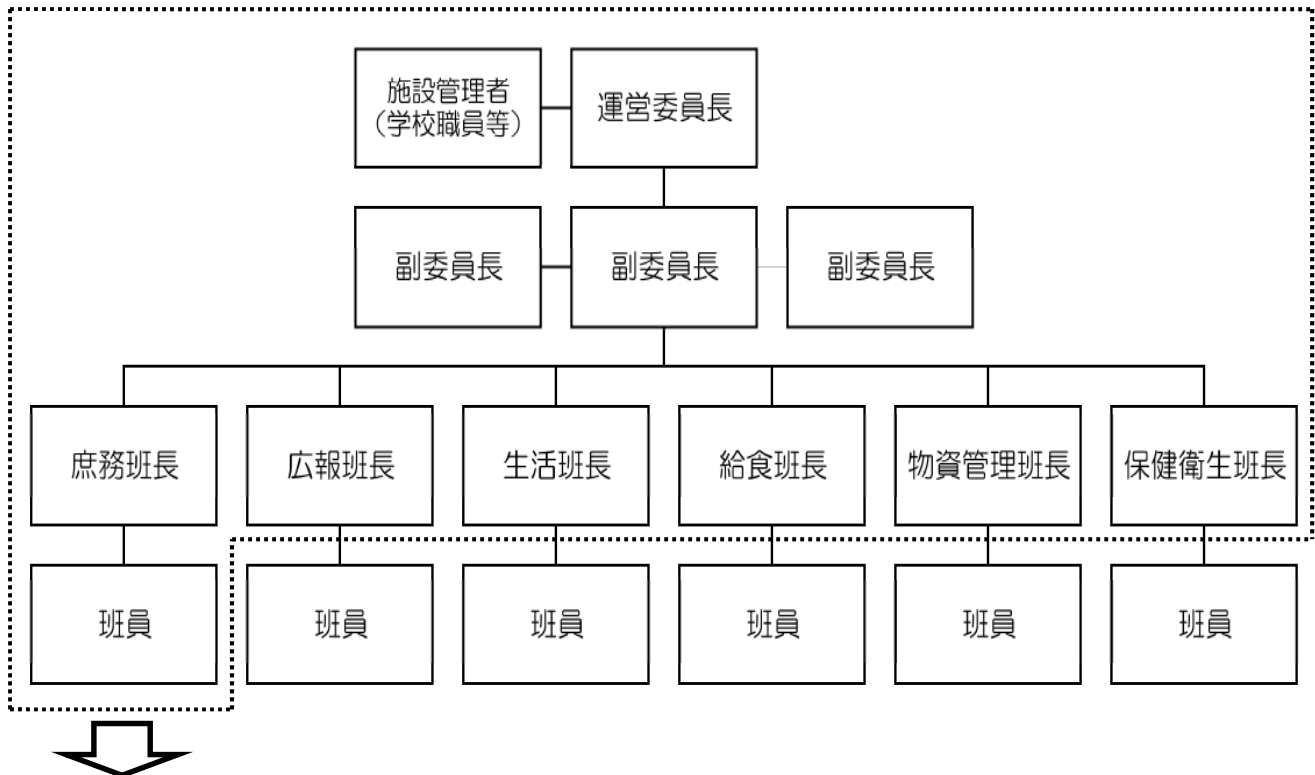 施設管理者
（学校職員等）
運営委員長
副委員長
副委員長
副委員長
庶務班長
広報班長
生活班長
給食班長
物資管理班長
保健衛生班長
班員
班員
班員
班員
班員
班員